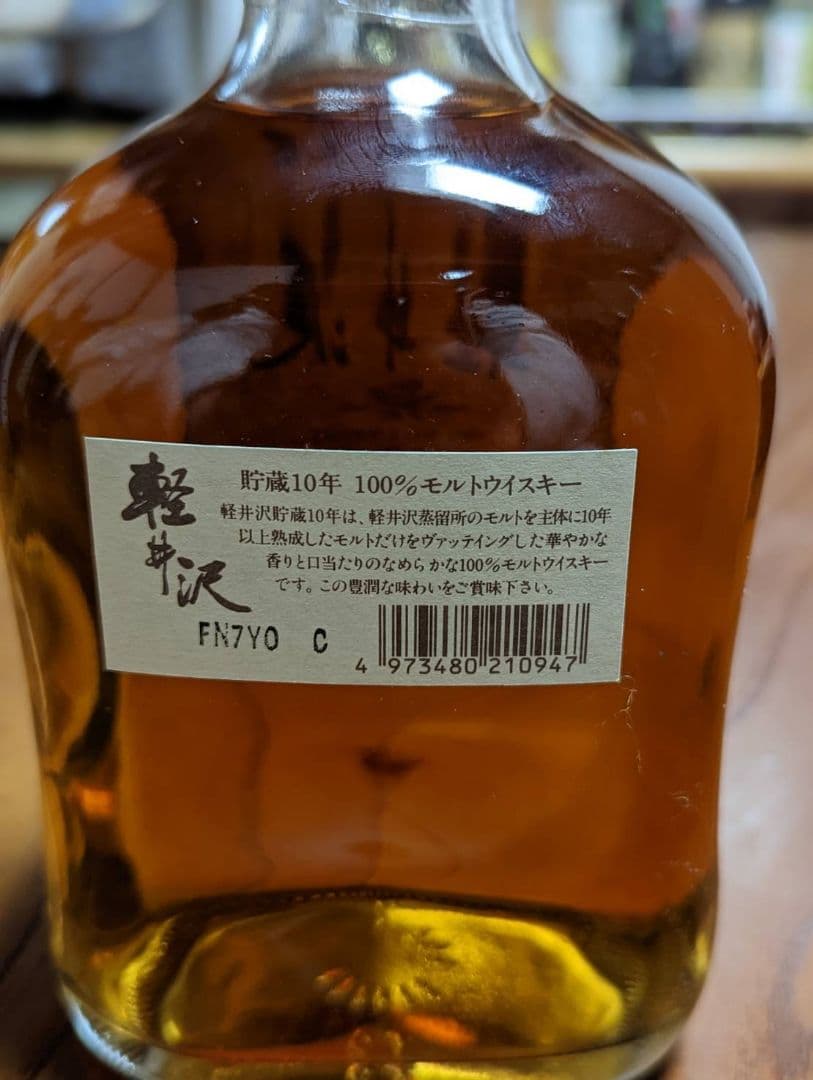 軽井沢
貯蔵10年 100%モルトウイスキー
軽井沢貯蔵10年は、軽井沢蒸留所のモルトを主体に10年
以上熟成したモルトだけをヴァッテイングした華やかな
香りと口当たりのなめらかな100%モルトウイスキー
です。この豊潤な味わいをご賞味下さい。
FN7YO C
4 973480 210947